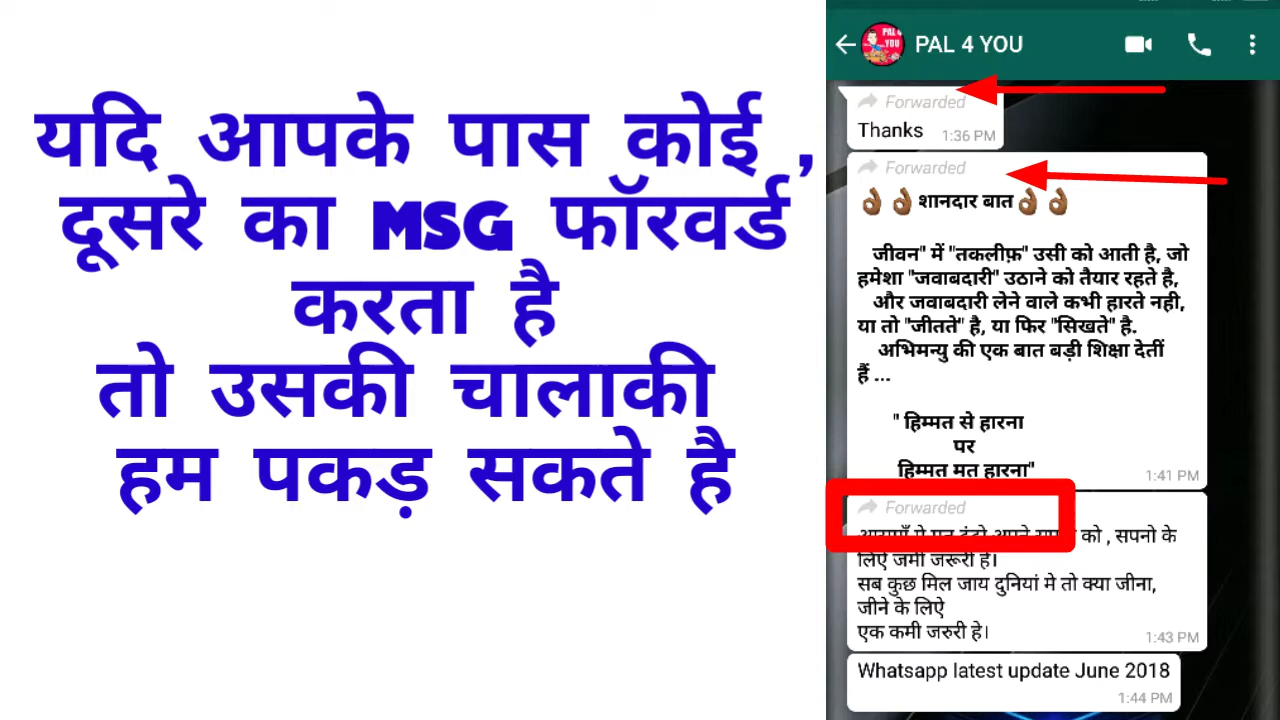 यदि आपके पास कोई ,
दूसरे का MSG फॉरवर्ड
करता है
तो उसकी चालाकी
हम पकड़ सकते है
PAL 4 YOU
PAL 4 YOU
Forwarded
Thanks 1:36 PM
Forwarded
👌🏾👌🏾शानदार बात👌🏾👌🏾
जीवन" में "तकलीफ़" उसी को आती है, जो
हमेशा "जवाबदारी" उठाने को तैयार रहते है,
और जवाबदारी लेने वाले कभी हारते नही,
या तो "जीतते" है, या फिर "सिखते" है.
अभिमन्यु की एक बात बड़ी शिक्षा देतीं
हैं ...
" हिम्मत से हारना
पर
हिम्मत मत हारना"
1:41 PM
Forwarded
को , सपनो के
लिऐ जमीं जरूरी हे।
सब कुछ मिल जाय दुनियां मे तो क्या जीना,
जीने के लिऐ
एक कमी जरुरी हे।
1:43 PM
Whatsapp latest update June 2018
1:44 PM